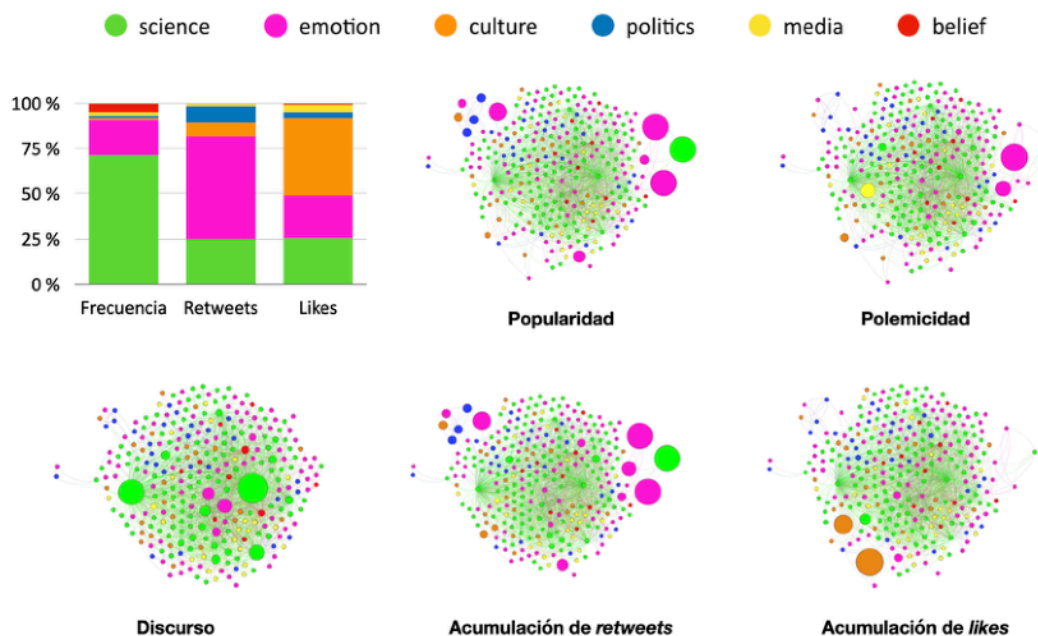 science emotion culture politics media belief
100 %
75 %
50 %
25 %
0 %
Frecuencia Retweets Likes
Popularidad
Polemicidad
Discurso
Acumulación de retweets
Acumulación de likes